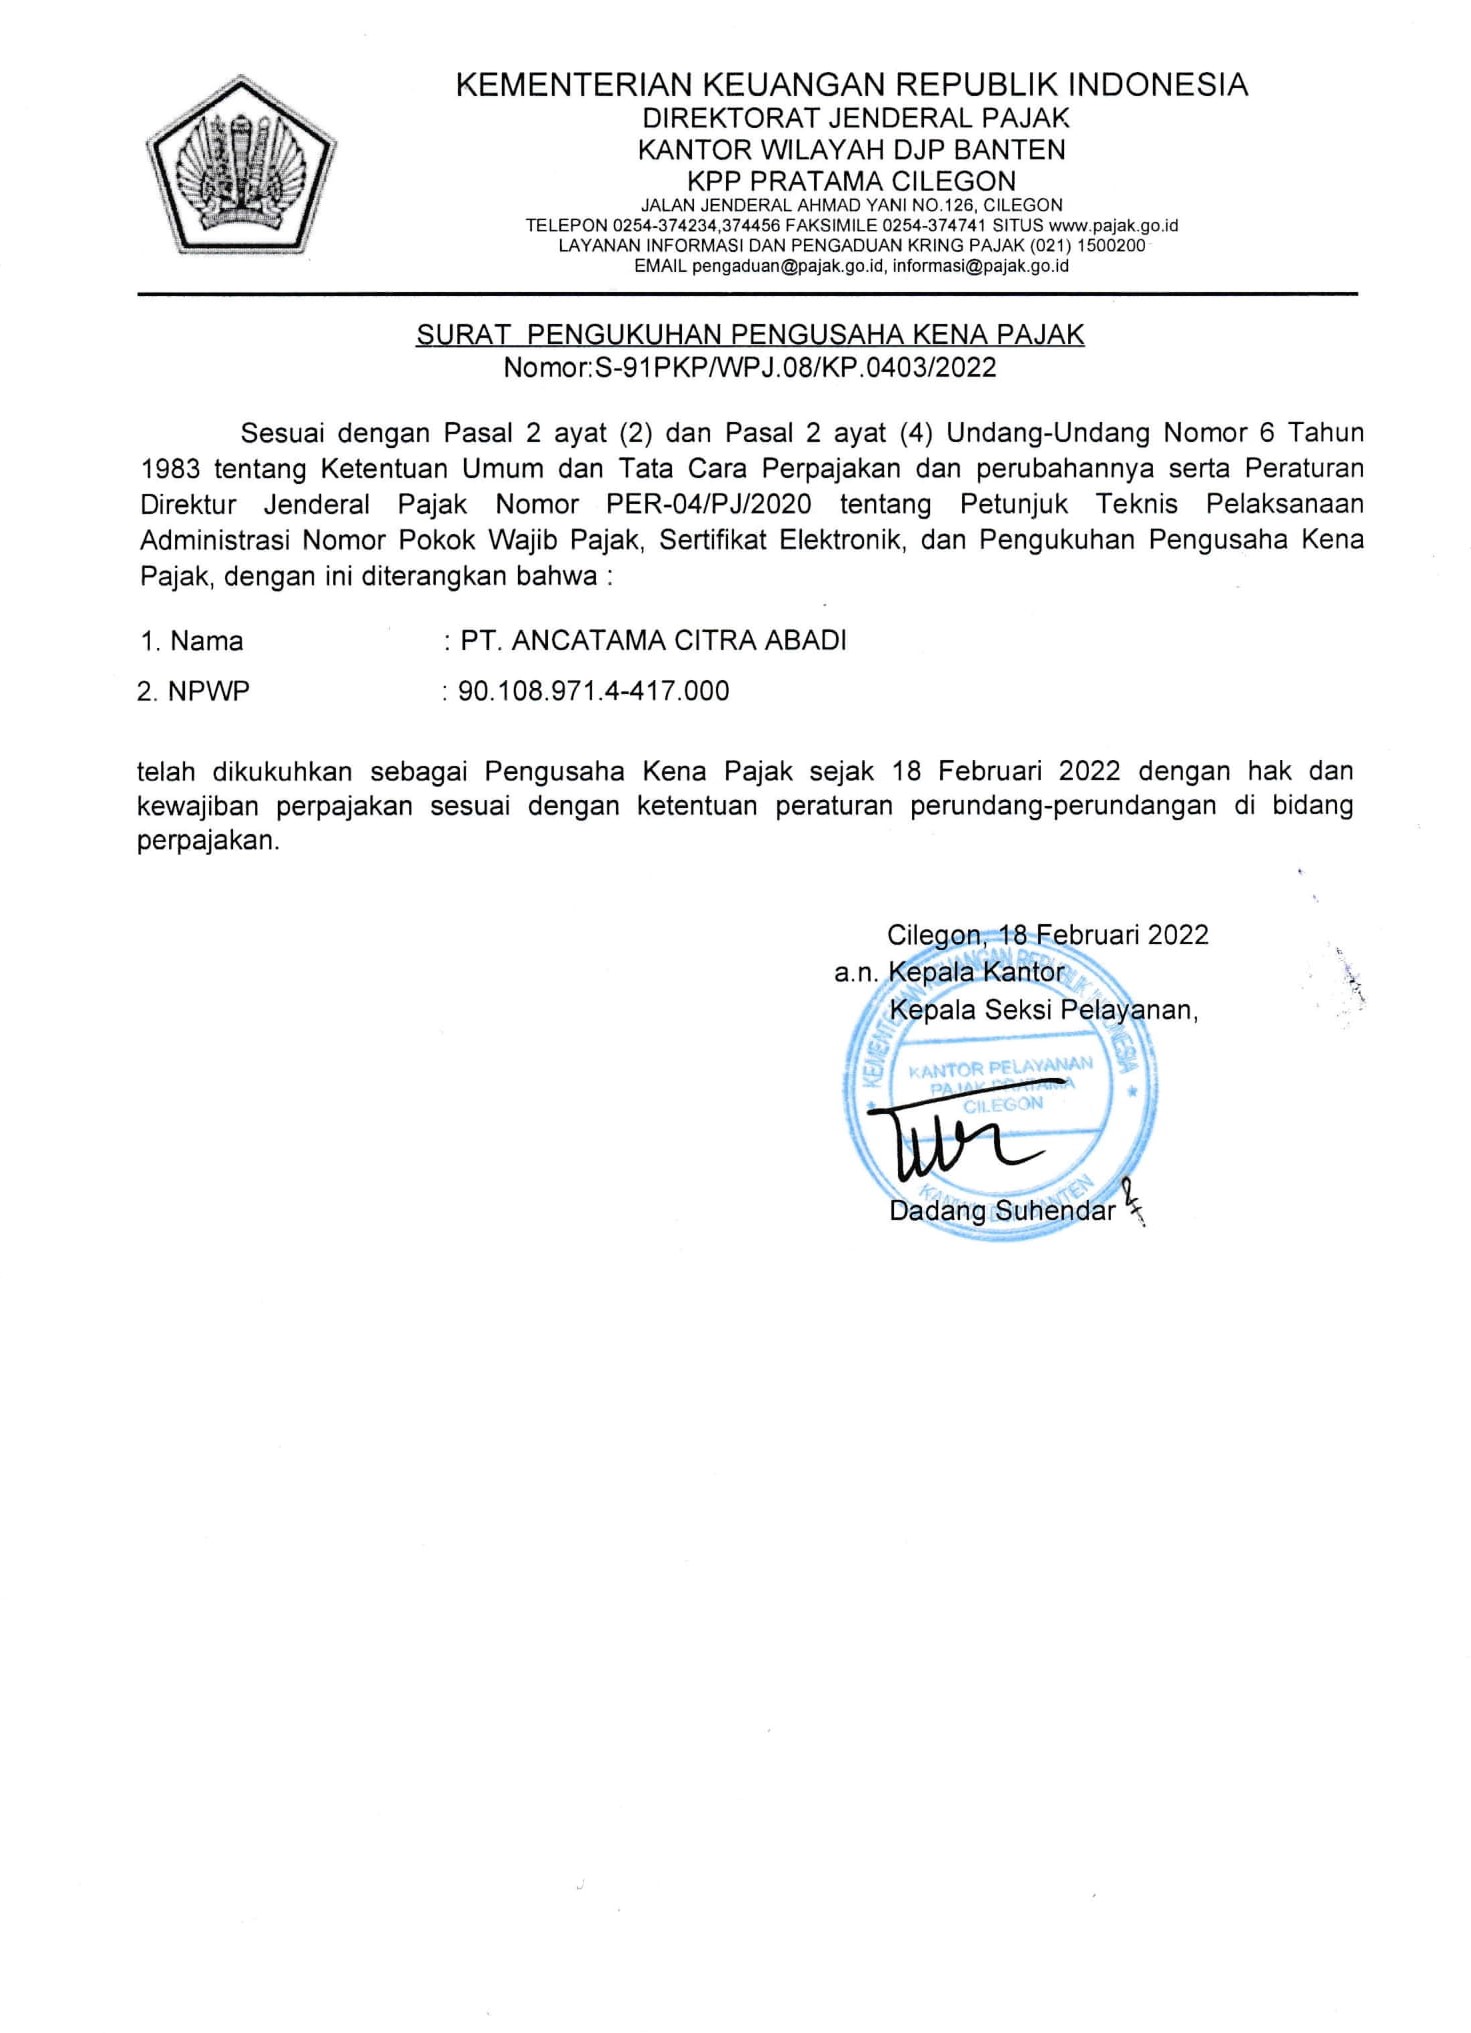 KEMENTERIAN KEUANGAN REPUBLIK INDONESIA
DIREKTORAT JENDERAL PAJAK
KANTOR WILAYAH DJP BANTEN
KPP PRATAMA CILEGON
JALAN JENDERAL AHMAD YANI NO.126, CILEGON
TELEPON 0254-374234,374456 FAKSIMILE 0254-374741 SITUS www.pajak.go.id
LAYANAN INFORMASI DAN PENGADUAN KRING PAJAK (021) 1500200
EMAIL pengaduan@pajak.go.id, informasi@pajak.go.id
SURAT PENGUKUHAN PENGUSAHA KENA PAJAK
Nomor:S-91PKP/WPJ.08/KP.0403/2022
Sesuai dengan Pasal 2 ayat (2) dan Pasal 2 ayat (4) Undang-Undang Nomor 6 Tahun
1983 tentang Ketentuan Umum dan Tata Cara Perpajakan dan perubahannya serta Peraturan
Direktur Jenderal Pajak Nomor PER-04/PJ/2020 tentang Petunjuk Teknis Pelaksanaan
Administrasi Nomor Pokok Wajib Pajak, Sertifikat Elektronik, dan Pengukuhan Pengusaha Kena
Pajak, dengan ini diterangkan bahwa :
1. Nama : PT. ANCATAMA CITRA ABADI
2. NPWP : 90.108.971.4-417.000
telah dikukuhkan sebagai Pengusaha Kena Pajak sejak 18 Februari 2022 dengan hak dan
kewajiban perpajakan sesuai dengan ketentuan peraturan perundang-perundangan di bidang
perpajakan.
Cilegon, 18 Februari 2022
a.n. Kepala Kantor
Kepala Seksi Pelayanan,
KEMENTERIAN KEUANGAN REPUBLIK INDONESIA
KANTOR PELAYANAN
PAJAK PRATAMA
CILEGON
BANTEN
Dadang Suhendar